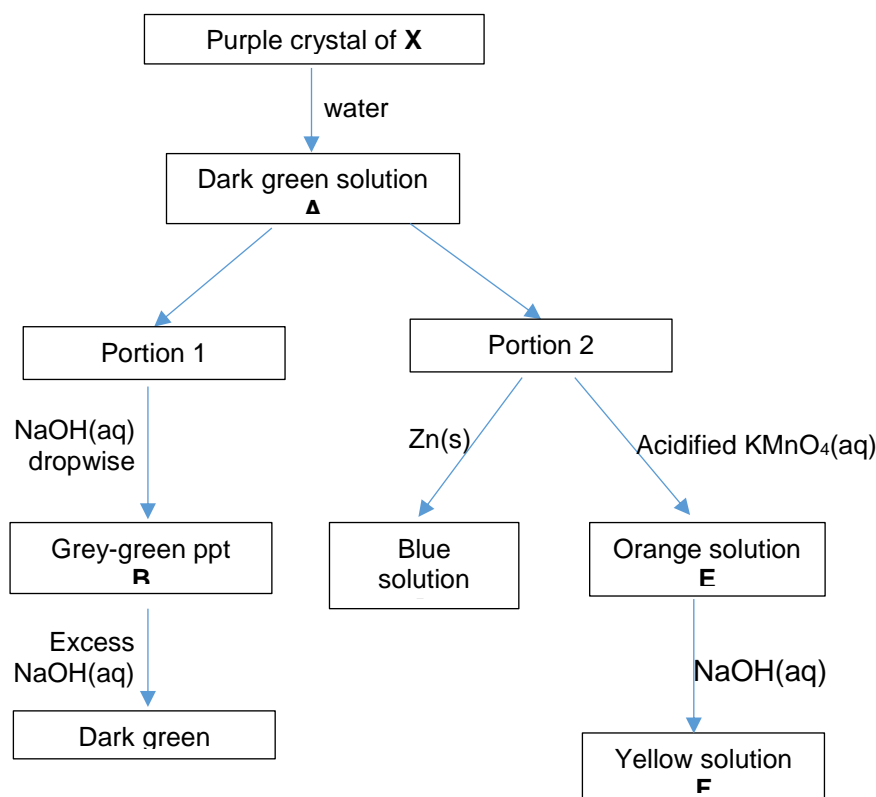 Purple crystal of X
water
Dark green solution
A
Portion 1
Portion 2
NaOH(aq)
dropwise
Zn(s)
Acidified KMnO₄(aq)
Grey-green ppt
B
Blue
solution
Orange solution
E
Excess
NaOH(aq)
NaOH(aq)
Dark green
Yellow solution
F